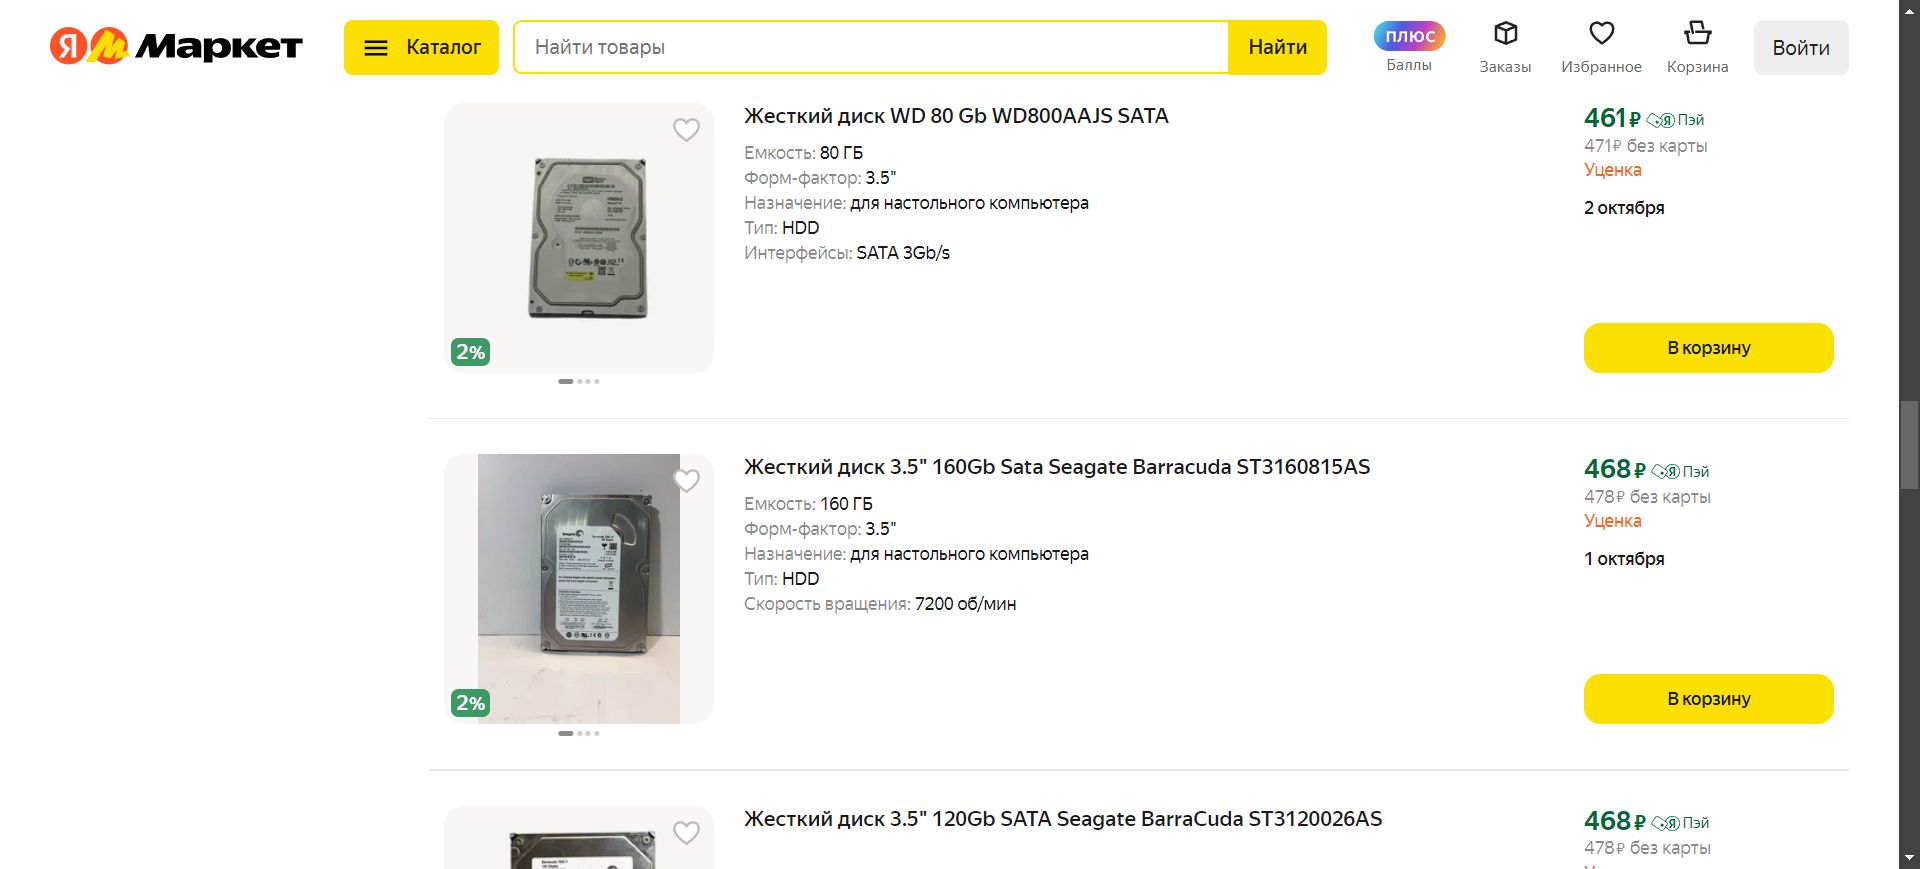 Я М Маркет
Каталог
Найти товары
Найти
плюс
Баллы
Заказы
Избранное
Корзина
Войти
Жесткий диск WD 80 Gb WD800AAJS SATA
Емкость: 80 ГБ
Форм-фактор: 3.5"
Назначение: для настольного компьютера
Тип: HDD
Интерфейсы: SATA 3Gb/s
2%
461 ₽ Я Пэй
471₽ без карты
Уценка
2 октября
В корзину
Жесткий диск 3.5" 160Gb Sata Seagate Barracuda ST3160815AS
Емкость: 160 ГБ
Форм-фактор: 3.5"
Назначение: для настольного компьютера
Тип: HDD
Скорость вращения: 7200 об/мин
Seagate
2%
468 ₽ Я Пэй
478₽ без карты
Уценка
1 октября
В корзину
Жесткий диск 3.5" 120Gb SATA Seagate BarraCuda ST3120026AS
468 ₽ Я Пэй
478₽ без карты